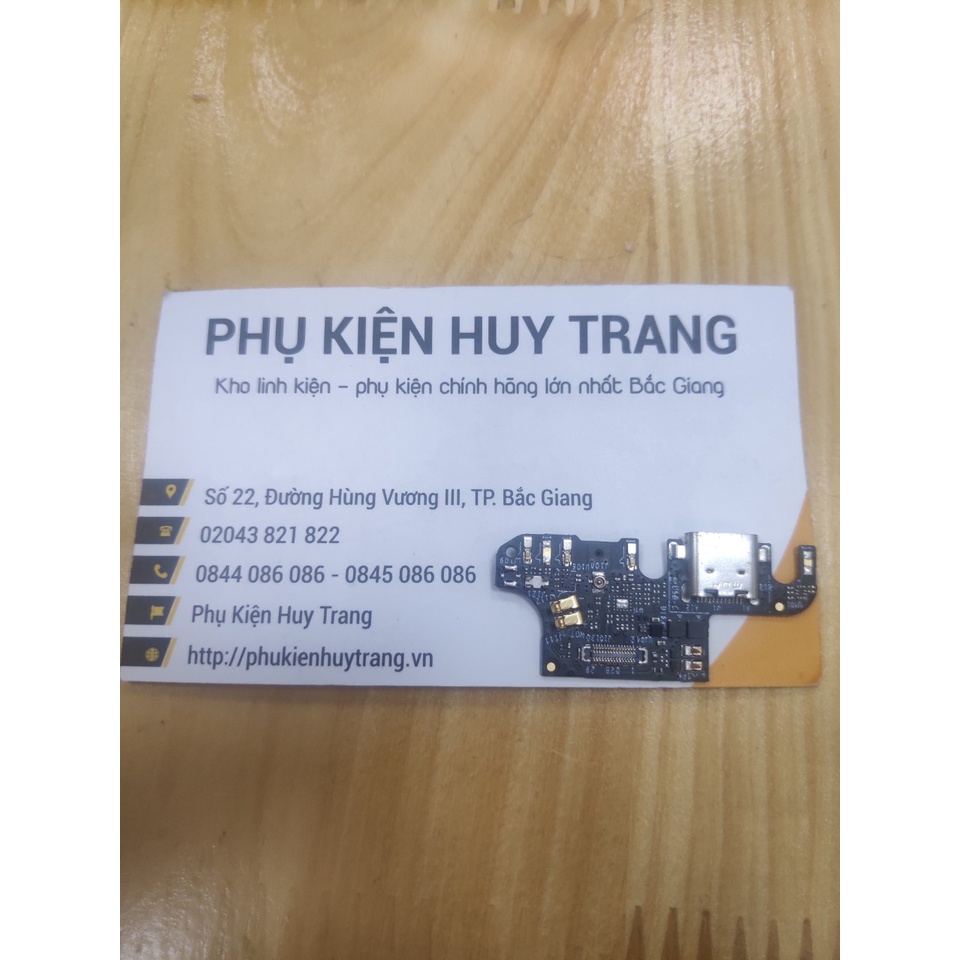 PHỤ KIỆN HUY TRANG
Kho linh kiện – phụ kiện chính hãng lớn nhất Bắc Giang
Số 22, Đường Hùng Vương III, TP. Bắc Giang
02043 821 822
0844 086 086 - 0845 086 086
Phụ Kiện Huy Trang
http://phukienhuytrang.vn